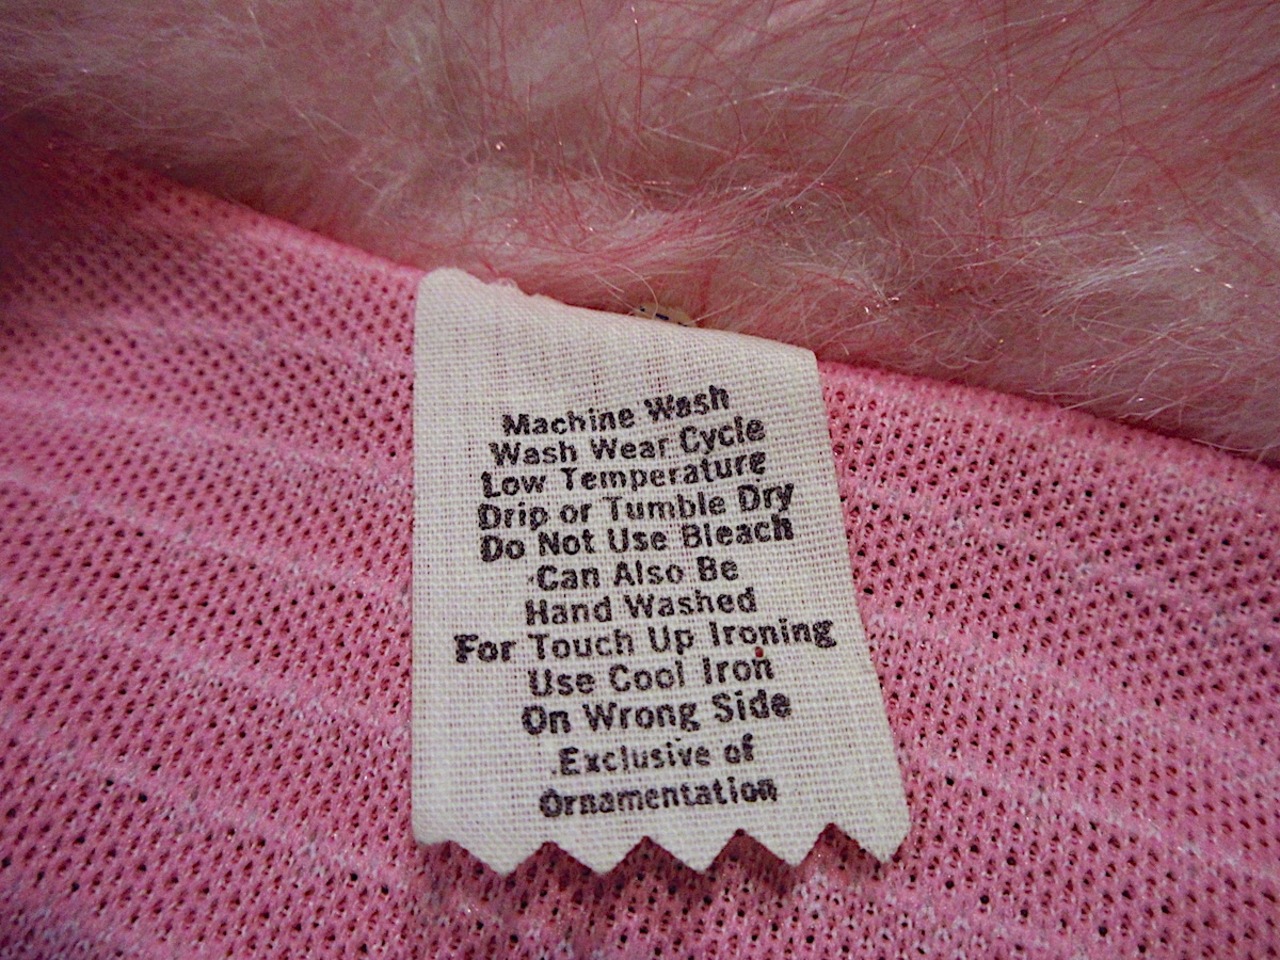 Machine Wash
Wash Wear Cycle
Low Temperature
Drip or Tumble Dry
Do Not Use Bleach
Can Also Be
Hand Washed
For Touch Up Ironing
Use Cool Iron
On Wrong Side
Exclusive of
Ornamentation